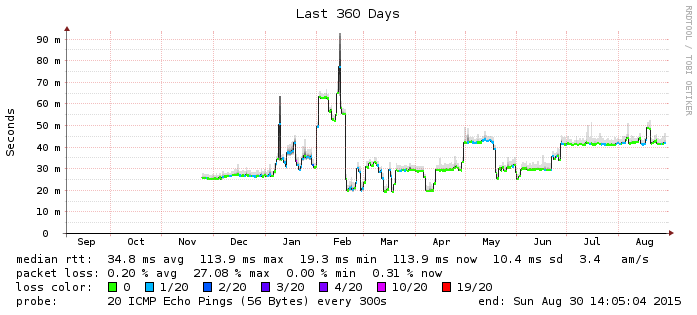 Last 360 Days
RRDTOOL / TOBI OETIKER
Seconds
90 m
80 m
70 m
60 m
50 m
40 m
30 m
20 m
10 m
0
Sep Oct Nov Dec Jan Feb Mar Apr May Jun Jul Aug
median rtt: 34.8 ms avg 113.9 ms max 19.3 ms min 113.9 ms now 10.4 ms sd 3.4 am/s
packet loss: 0.20 % avg 27.08 % max 0.00 % min 0.31 % now
loss color: 0 1/20 2/20 3/20 4/20 10/20 19/20
probe: 20 ICMP Echo Pings (56 Bytes) every 300s end: Sun Aug 30 14:05:04 2015